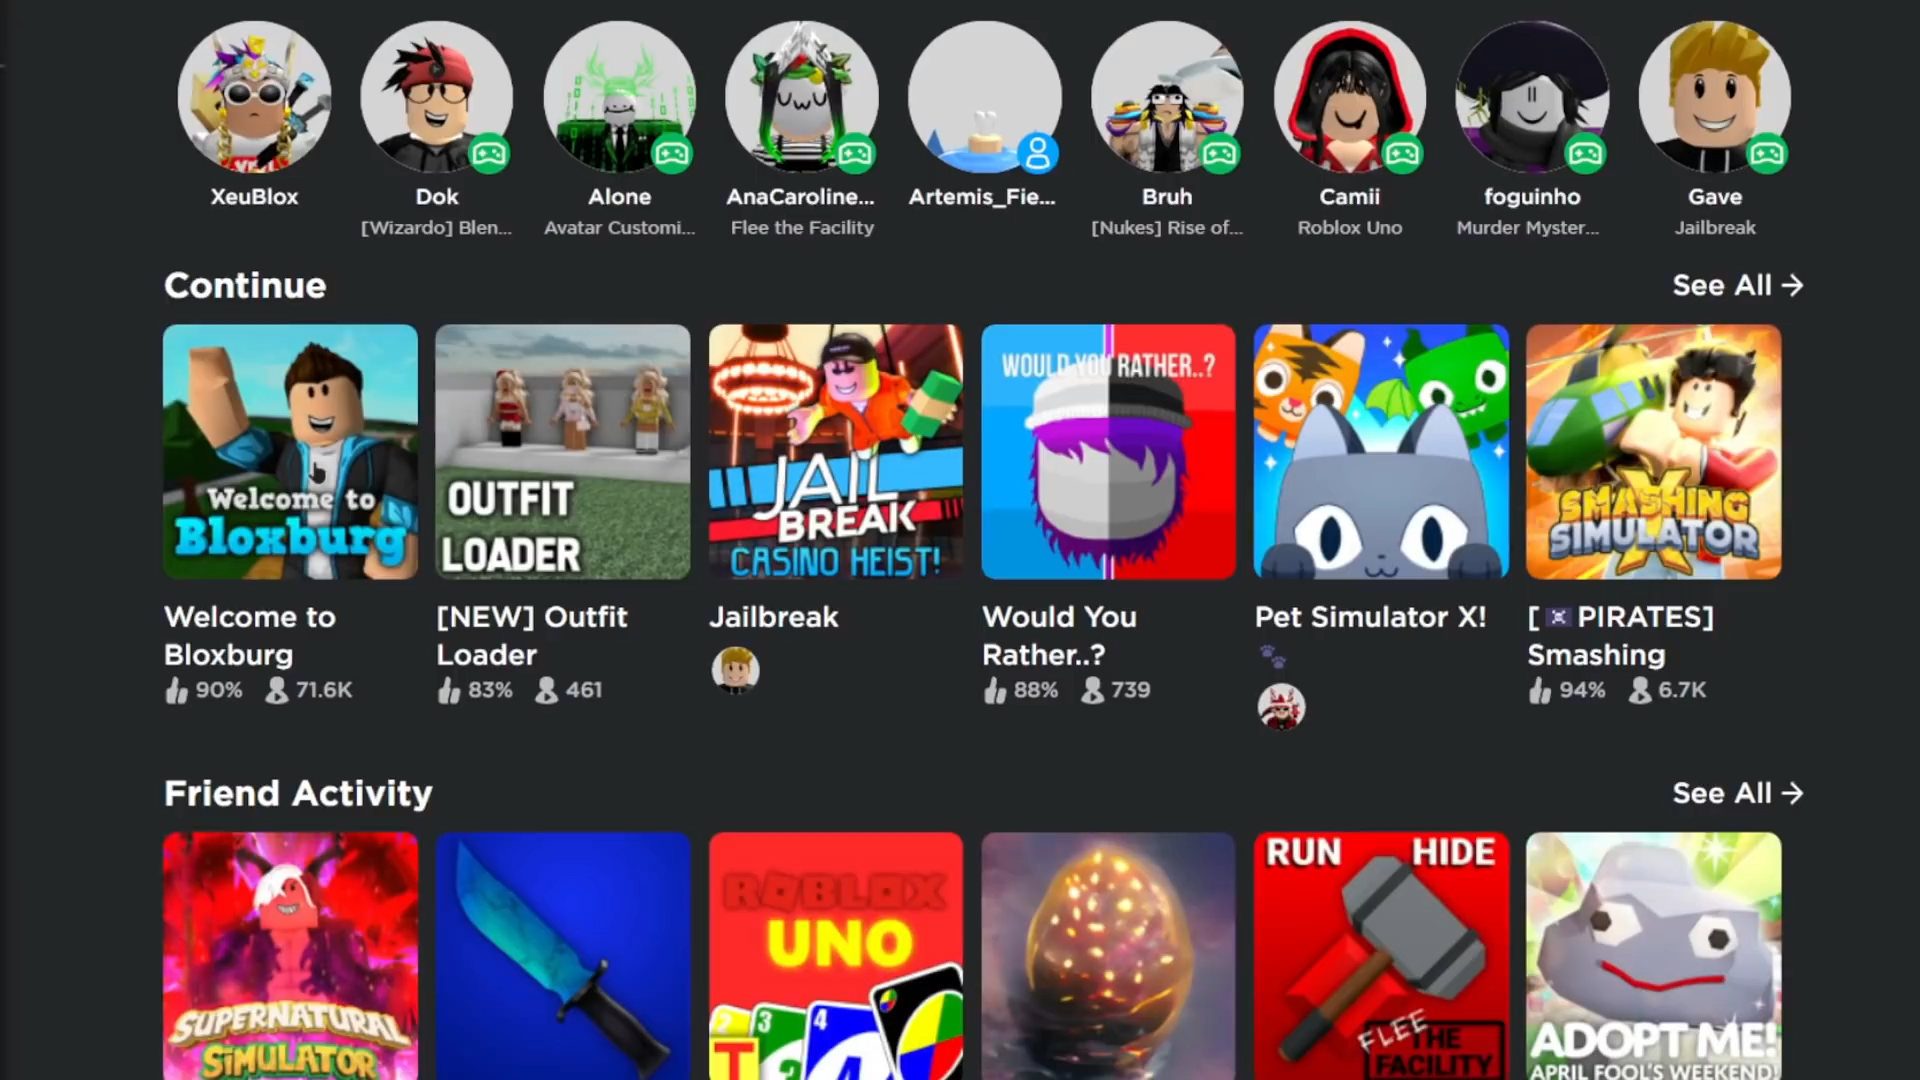 XeuBlox
Dok
Alone
AnaCaroline...
Artemis_Fie...
Bruh
Camii
foguinho
Gave
[Wizardo] Blen...
Avatar Customi...
Flee the Facility
[Nukes] Rise of...
Roblox Uno
Murder Myster...
Jailbreak
Continue
See All
Welcome to
Bloxburg
OUTFIT
LOADER
JAIL
BREAK
CASINO HEIST!
WOULD YOU RATHER..?
SMASHING
SIMULATOR
X
Welcome to
Bloxburg
90%
71.6K
[NEW] Outfit
Loader
83%
461
Jailbreak
Would You
Rather..?
88%
739
Pet Simulator X!
[ PIRATES]
Smashing
94%
6.7K
Friend Activity
See All
SUPERNATURAL
SIMULATOR
ROBLOX
UNO
2
3
4
RUN HIDE
FLEE
THE
FACILITY
ADOPT ME!
APRIL FOOL'S WEEKEND!